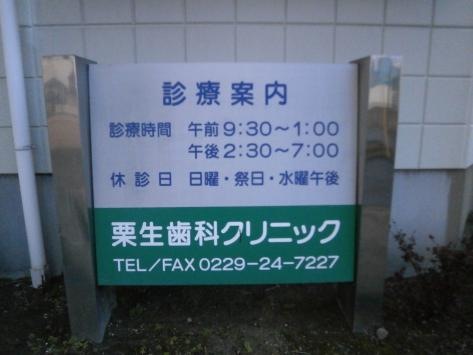 診療案内
診療時間 午前9:30～1:00
午後2:30～7:00
休診日 日曜・祭日・水曜午後
栗生歯科クリニック
TEL/FAX 0229-24-7227